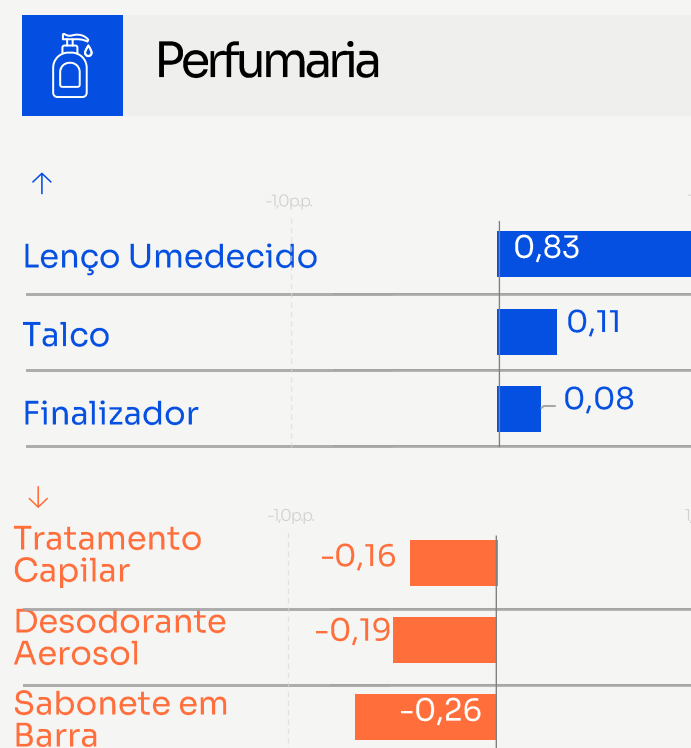 Perfumaria
-1,0p.p.
Lenço Umedecido
0,83
Talco
0,11
Finalizador
0,08
-1,0p.p.
Tratamento
Capilar
-0,16
Desodorante
Aerosol
-0,19
Sabonete em
Barra
-0,26